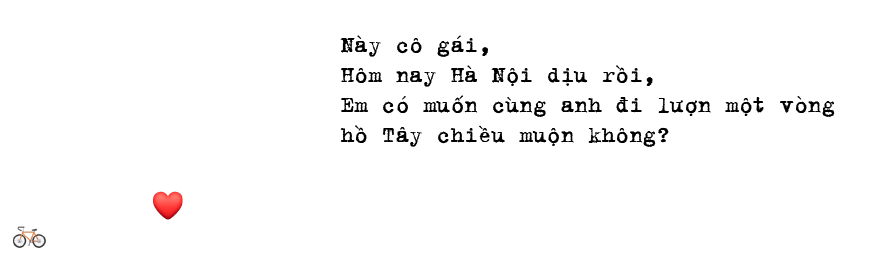 Này cô gái,
Hôm nay Hà Nội dịu rồi,
Em có muốn cùng anh đi lượn một vòng
hồ Tây chiều muộn không?